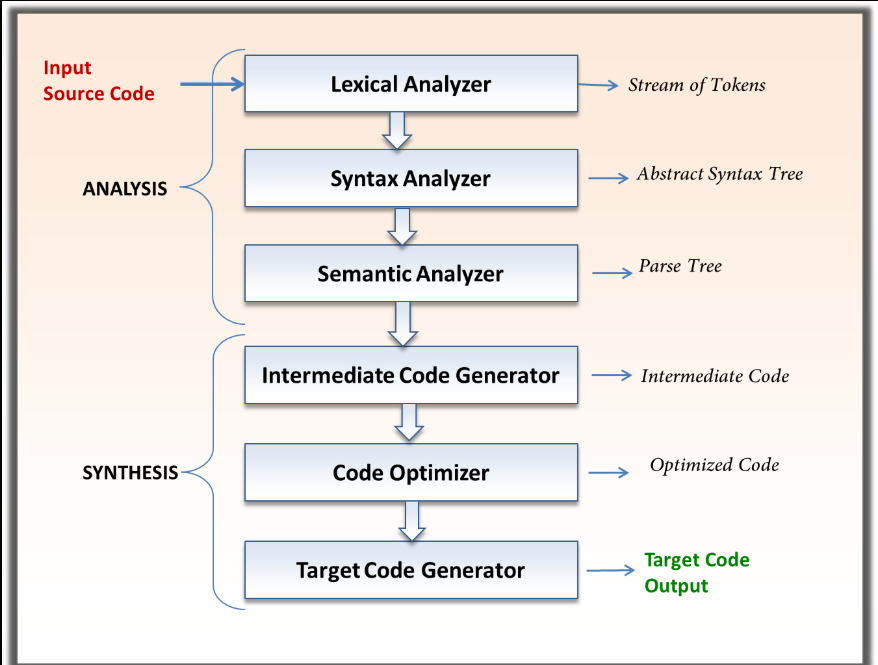 Input
Source Code
Lexical Analyzer
Stream of Tokens
Syntax Analyzer
Abstract Syntax Tree
ANALYSIS
Semantic Analyzer
Parse Tree
Intermediate Code Generator
Intermediate Code
SYNTHESIS
Code Optimizer
Optimized Code
Target Code Generator
Target Code
Output